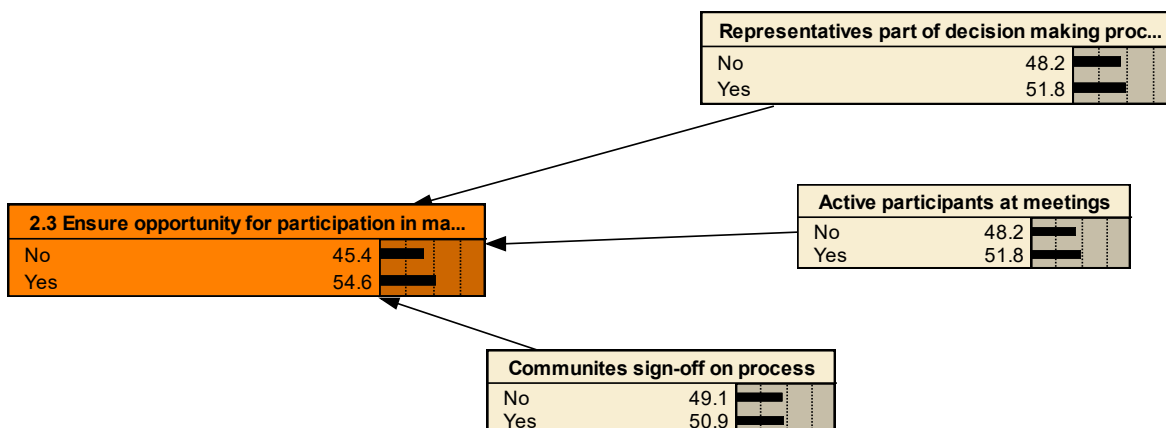 Representatives part of decision making proc...
No 48.2
Yes 51.8
2.3 Ensure opportunity for participation in ma...
No 45.4
Yes 54.6
Active participants at meetings
No 48.2
Yes 51.8
Communites sign-off on process
No 49.1
Yes 50.9